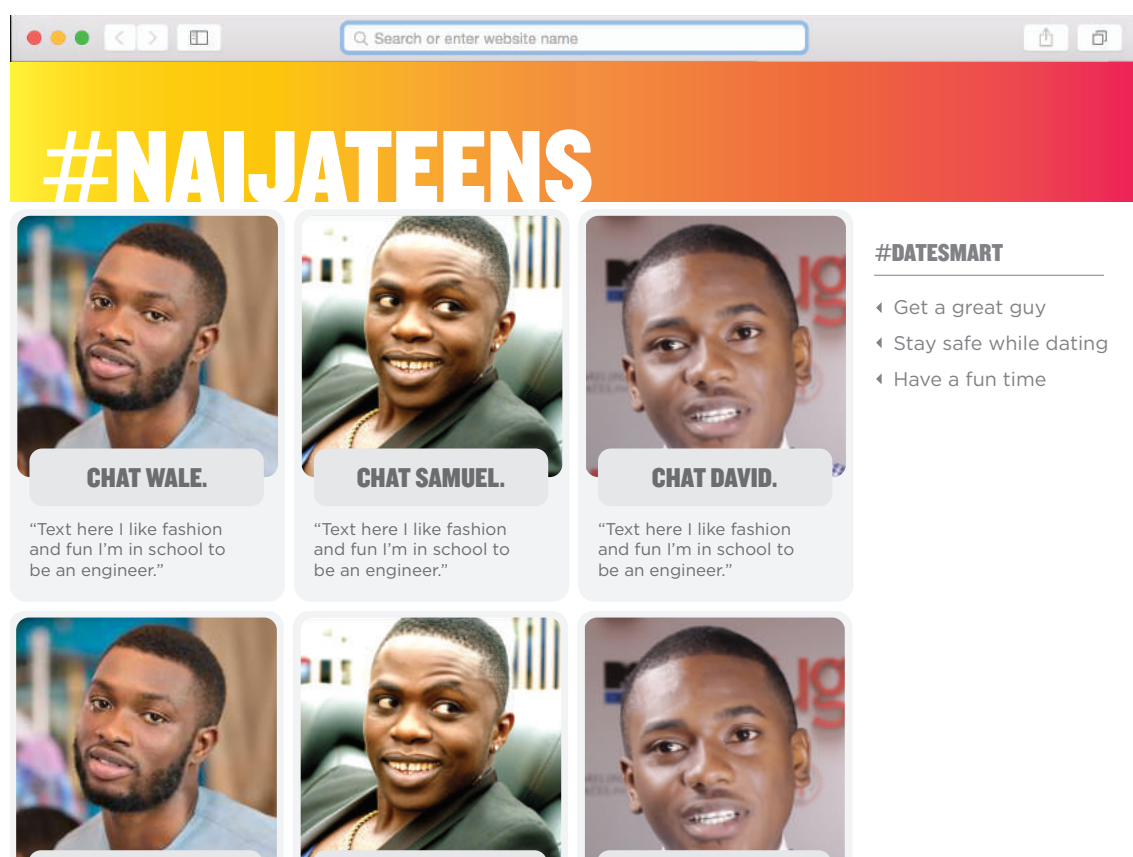 Search or enter website name
#NAIJATEENS
CHAT WALE.
“Text here I like fashion
and fun I’m in school to
be an engineer.”
CHAT SAMUEL.
“Text here I like fashion
and fun I’m in school to
be an engineer.”
CHAT DAVID.
“Text here I like fashion
and fun I’m in school to
be an engineer.”
#DATESMART
Get a great guy
Stay safe while dating
Have a fun time